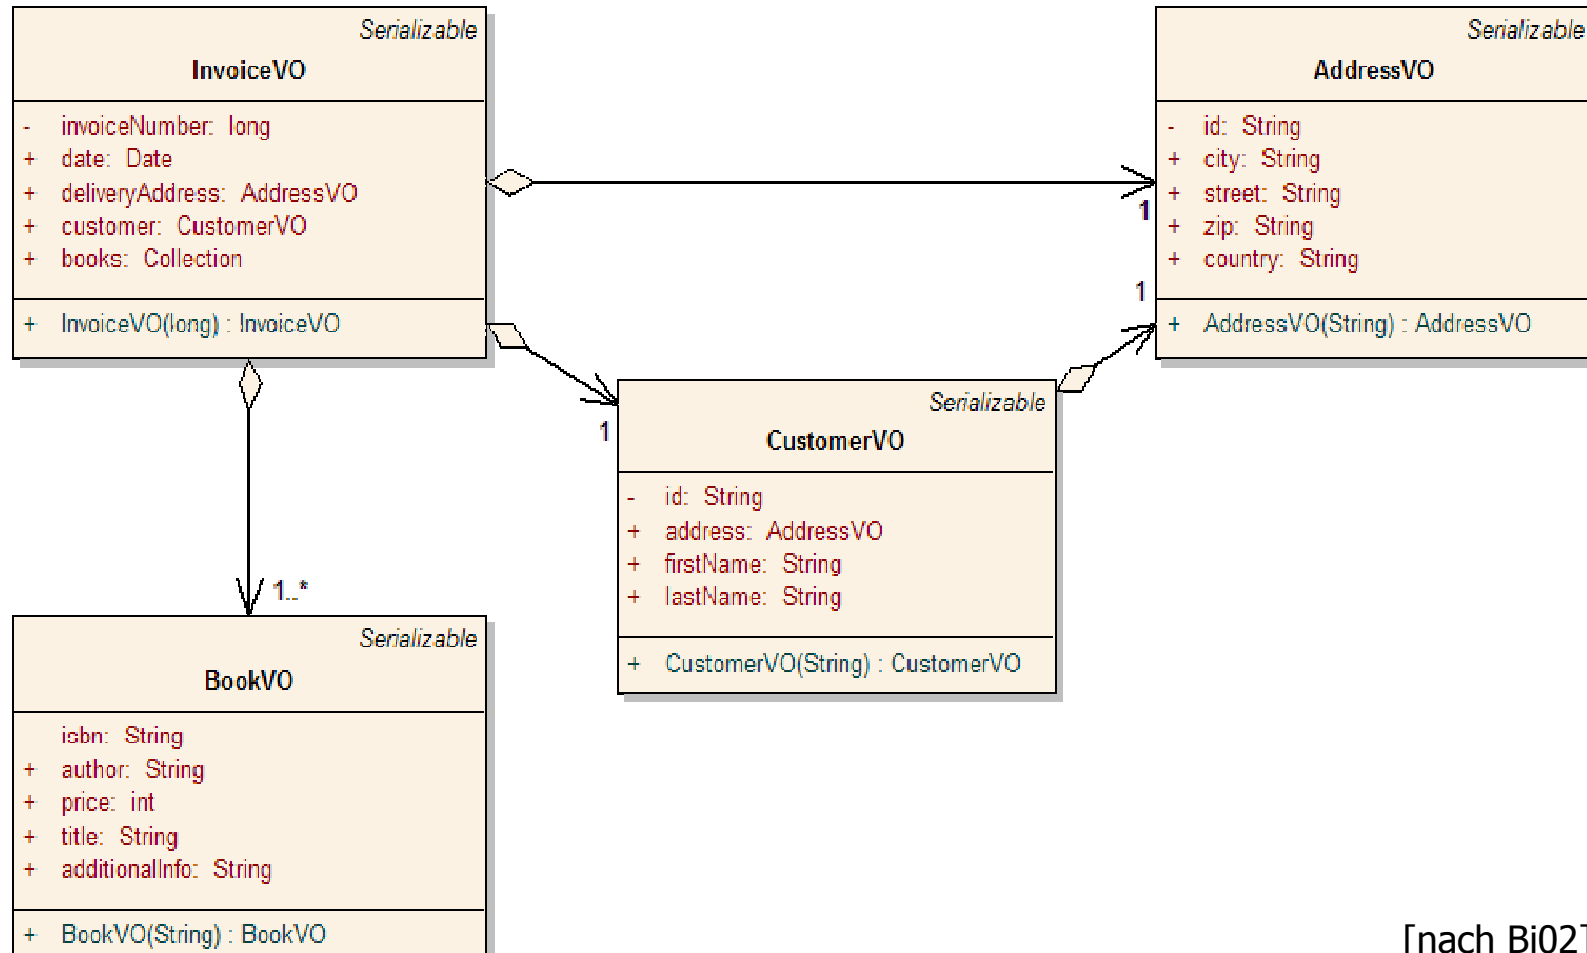 Serializable
InvoiceVO
- invoiceNumber: long
+ date: Date
+ deliveryAddress: AddressVO
+ customer: CustomerVO
+ books: Collection
+ InvoiceVO(long) : InvoiceVO
Serializable
AddressVO
- id: String
+ city: String
+ street: String
+ zip: String
+ country: String
+ AddressVO(String) : AddressVO
1
1
1
Serializable
CustomerVO
- id: String
+ address: AddressVO
+ firstName: String
+ lastName: String
+ CustomerVO(String) : CustomerVO
1..*
Serializable
BookVO
isbn: String
+ author: String
+ price: int
+ title: String
+ additionalInfo: String
+ BookVO(String) : BookVO
[nach Bi02]